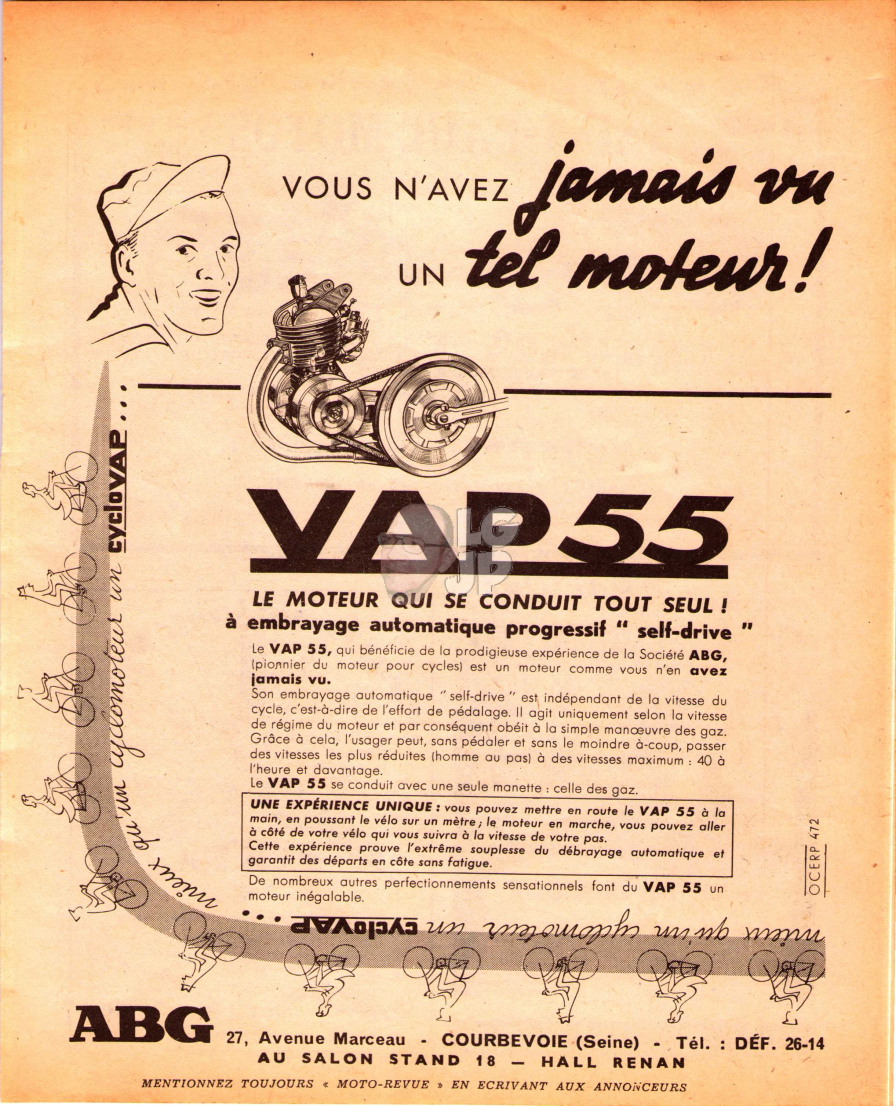 VOUS N'AVEZ jamais vu
UN tel moteur!
mieux qu'un cyclomoteur un cycloVAP...
VAP 55
LG
JP
LE MOTEUR QUI SE CONDUIT TOUT SEUL !
à embrayage automatique progressif " self-drive "
Le VAP 55, qui bénéficie de la prodigieuse expérience de la Société ABG,
(pionnier du moteur pour cycles) est un moteur comme vous n'en avez
jamais vu.
Son embrayage automatique "self-drive" est indépendant de la vitesse du
cycle, c'est-à-dire de l'effort de pédalage. Il agit uniquement selon la vitesse
de régime du moteur et par conséquent obéit à la simple manœuvre des gaz.
Grâce à cela, l'usager peut, sans pédaler et sans le moindre à-coup, passer
des vitesses les plus réduites (homme au pas) à des vitesses maximum : 40 à
l'heure et davantage.
Le VAP 55 se conduit avec une seule manette : celle des gaz.
UNE EXPÉRIENCE UNIQUE : vous pouvez mettre en route le VAP 55 à la
main, en poussant le vélo sur un mètre ; le moteur en marche, vous pouvez aller
à côté de votre vélo qui vous suivra à la vitesse de votre pas.
Cette expérience prouve l'extrême souplesse du débrayage automatique et
garantit des départs en côte sans fatigue.
De nombreux autres perfectionnements sensationnels font du VAP 55 un
moteur inégalable.
OCERP 472
mieux qu'un cyclomoteur un cycloVAP...
ABG 27, Avenue Marceau - COURBEVOIE (Seine) - Tél. : DÉF. 26-14
AU SALON STAND 18 — HALL RENAN
MENTIONNEZ TOUJOURS « MOTO-REVUE » EN ECRIVANT AUX ANNONCEURS